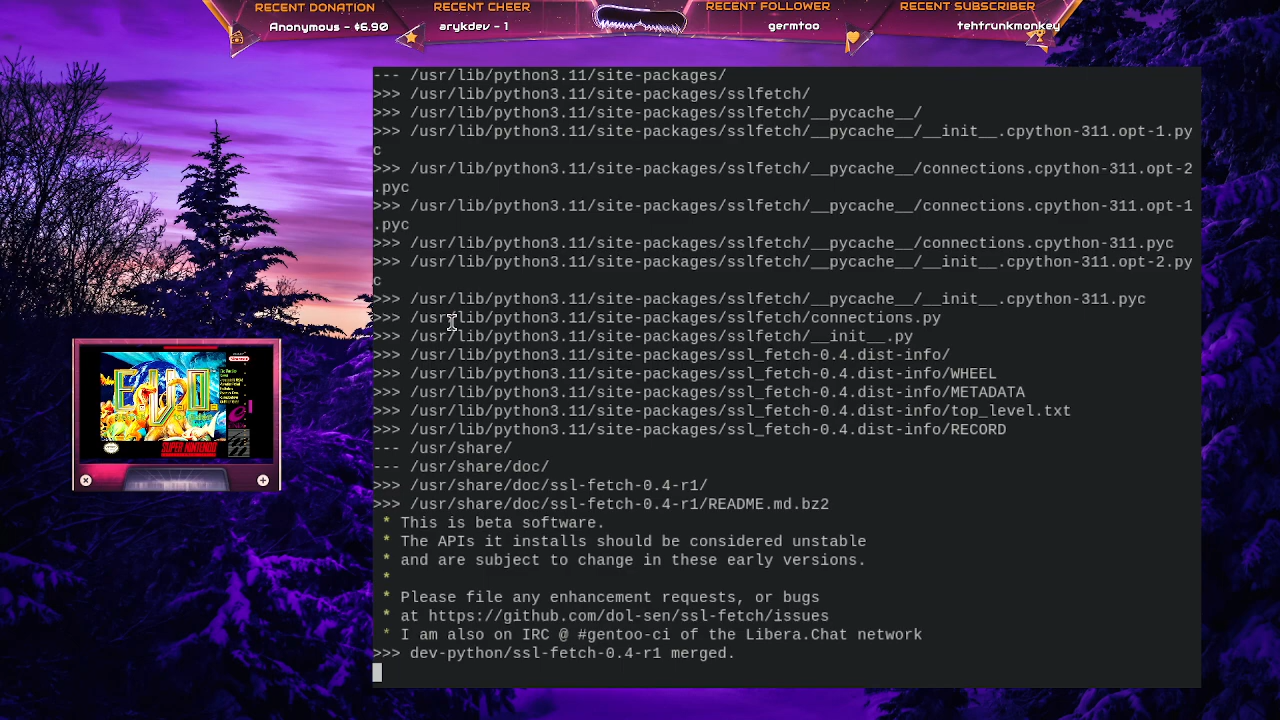 RECENT DONATION
Anonymous - $6.90
RECENT CHEER
arykdev - 1
RECENT FOLLOWER
germtoo
RECENT SUBSCRIBER
tehtrunkmonkey
--- /usr/lib/python3.11/site-packages/
>>> /usr/lib/python3.11/site-packages/sslfetch/
>>> /usr/lib/python3.11/site-packages/sslfetch/__pycache__/
>>> /usr/lib/python3.11/site-packages/sslfetch/__pycache__/__init__.cpython-311.opt-1.py
c
>>> /usr/lib/python3.11/site-packages/sslfetch/__pycache__/connections.cpython-311.opt-2
.pyc
>>> /usr/lib/python3.11/site-packages/sslfetch/__pycache__/connections.cpython-311.opt-1
.pyc
>>> /usr/lib/python3.11/site-packages/sslfetch/__pycache__/connections.cpython-311.pyc
>>> /usr/lib/python3.11/site-packages/sslfetch/__pycache__/__init__.cpython-311.opt-2.py
c
>>> /usr/lib/python3.11/site-packages/sslfetch/__pycache__/__init__.cpython-311.pyc
>>> /usr/lib/python3.11/site-packages/sslfetch/connections.py
>>> /usr/lib/python3.11/site-packages/sslfetch/__init__.py
>>> /usr/lib/python3.11/site-packages/ssl_fetch-0.4.dist-info/
>>> /usr/lib/python3.11/site-packages/ssl_fetch-0.4.dist-info/WHEEL
>>> /usr/lib/python3.11/site-packages/ssl_fetch-0.4.dist-info/METADATA
>>> /usr/lib/python3.11/site-packages/ssl_fetch-0.4.dist-info/top_level.txt
>>> /usr/lib/python3.11/site-packages/ssl_fetch-0.4.dist-info/RECORD
--- /usr/share/
--- /usr/share/doc/
>>> /usr/share/doc/ssl-fetch-0.4-r1/
>>> /usr/share/doc/ssl-fetch-0.4-r1/README.md.bz2
* This is beta software.
* The APIs it installs should be considered unstable
* and are subject to change in these early versions.
*
* Please file any enhancement requests, or bugs
* at https://github.com/dol-sen/ssl-fetch/issues
* I am also on IRC @ #gentoo-ci of the Libera.Chat network
>>> dev-python/ssl-fetch-0.4-r1 merged.
SUPER NINTENDO